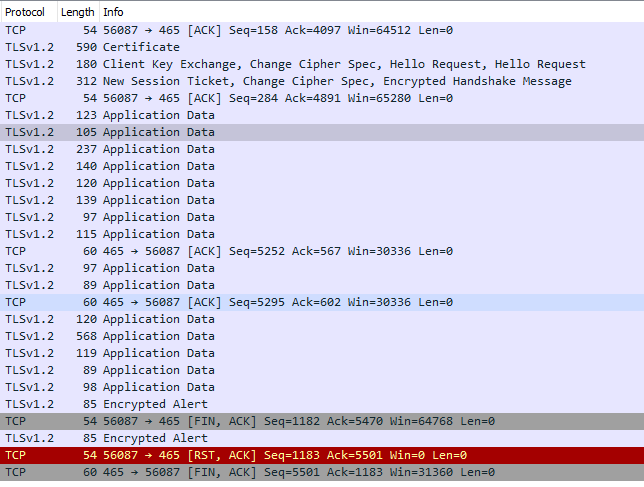 Protocol Length Info
TCP 54 56087 → 465 [ACK] Seq=158 Ack=4097 Win=64512 Len=0
TLSv1.2 590 Certificate
TLSv1.2 180 Client Key Exchange, Change Cipher Spec, Hello Request, Hello Request
TLSv1.2 312 New Session Ticket, Change Cipher Spec, Encrypted Handshake Message
TCP 54 56087 → 465 [ACK] Seq=284 Ack=4891 Win=65280 Len=0
TLSv1.2 123 Application Data
TLSv1.2 105 Application Data
TLSv1.2 237 Application Data
TLSv1.2 140 Application Data
TLSv1.2 120 Application Data
TLSv1.2 139 Application Data
TLSv1.2 97 Application Data
TLSv1.2 115 Application Data
TCP 60 465 → 56087 [ACK] Seq=5252 Ack=567 Win=30336 Len=0
TLSv1.2 97 Application Data
TLSv1.2 89 Application Data
TCP 60 465 → 56087 [ACK] Seq=5295 Ack=602 Win=30336 Len=0
TLSv1.2 120 Application Data
TLSv1.2 568 Application Data
TLSv1.2 119 Application Data
TLSv1.2 89 Application Data
TLSv1.2 98 Application Data
TLSv1.2 85 Encrypted Alert
TCP 54 56087 → 465 [FIN, ACK] Seq=1182 Ack=5470 Win=64768 Len=0
TLSv1.2 85 Encrypted Alert
TCP 54 56087 → 465 [RST, ACK] Seq=1183 Ack=5501 Win=0 Len=0
TCP 60 465 → 56087 [FIN, ACK] Seq=5501 Ack=1183 Win=31360 Len=0